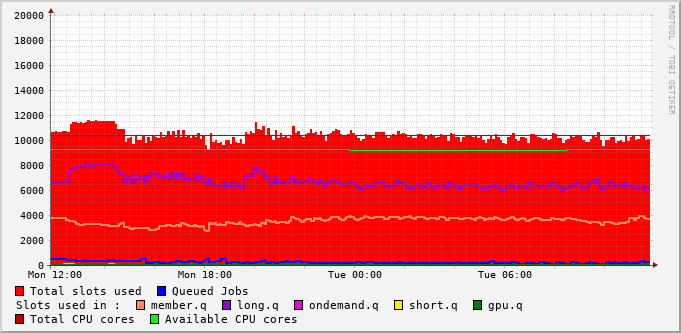 20000
18000
16000
14000
12000
10000
8000
6000
4000
2000
0
Mon 12:00 Mon 18:00 Tue 00:00 Tue 06:00
Total slots used Queued Jobs
Slots used in : member.q long.q ondemand.q short.q gpu.q
Total CPU cores Available CPU cores
RRDTOOL / TOBI OETIKER